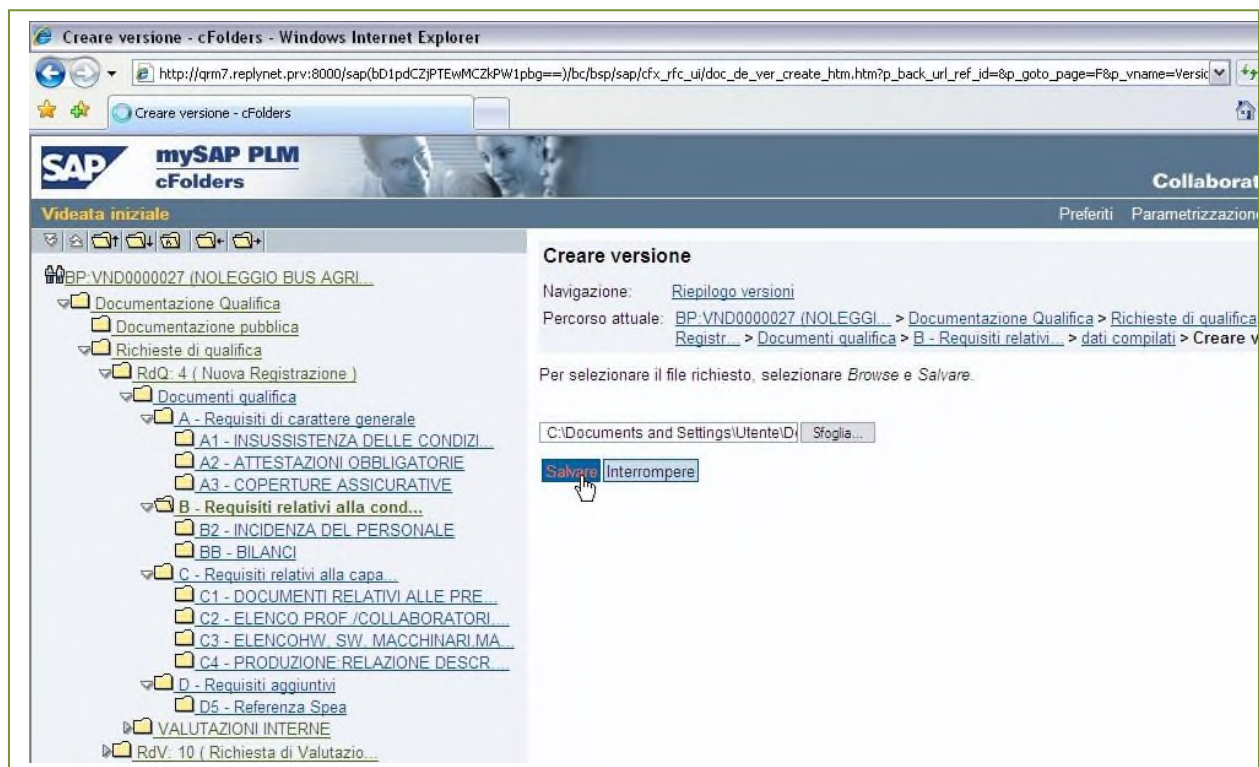 Creare versione - cFolders - Windows Internet Explorer
http://qrm7.replynet.prv:8000/sap(bD1pdCZjPTEwMCZkPW1pbg==)/bc/bsp/sap/cfx_rfc_ui/doc_de_ver_create_htm.htm?p_back_url_ref_id=&p_goto_page=F&p_vname=Versic
Creare versione - cFolders
SAP
mySAP PLM
cFolders
Collaborat
Videata iniziale
Preferiti Parametrizzazione
BP:VND0000027 (NOLEGGIO BUS AGRI...
Documentazione Qualifica
Documentazione pubblica
Richieste di qualifica
RdQ: 4 ( Nuova Registrazione )
Documenti qualifica
A - Requisiti di carattere generale
A1 - INSUSSISTENZA DELLE CONDIZI...
A2 - ATTESTAZIONI OBBLIGATORIE
A3 - COPERTURE ASSICURATIVE
B - Requisiti relativi alla cond...
B2 - INCIDENZA DEL PERSONALE
BB - BILANCI
C - Requisiti relativi alla capa...
C1 - DOCUMENTI RELATIVI ALLE PRE...
C2 - ELENCO PROF./COLLABORATORI,...
C3 - ELENCOHW, SW, MACCHINARI,MA...
C4 - PRODUZIONE:RELAZIONE DESCR....
D - Requisiti aggiuntivi
D5 - Referenza Spea
VALUTAZIONI INTERNE
RdV: 10 ( Richiesta di Valutazio...
Creare versione
Navigazione: Riepilogo versioni
Percorso attuale: BP:VND0000027 (NOLEGGI... > Documentazione Qualifica > Richieste di qualifica
Registr... > Documenti qualifica > B - Requisiti relativi... > dati compilati > Creare v
Per selezionare il file richiesto, selezionare Browse e Salvare.
C:\Documents and Settings\Utente\D Sfoglia...
Salvare Interrompere